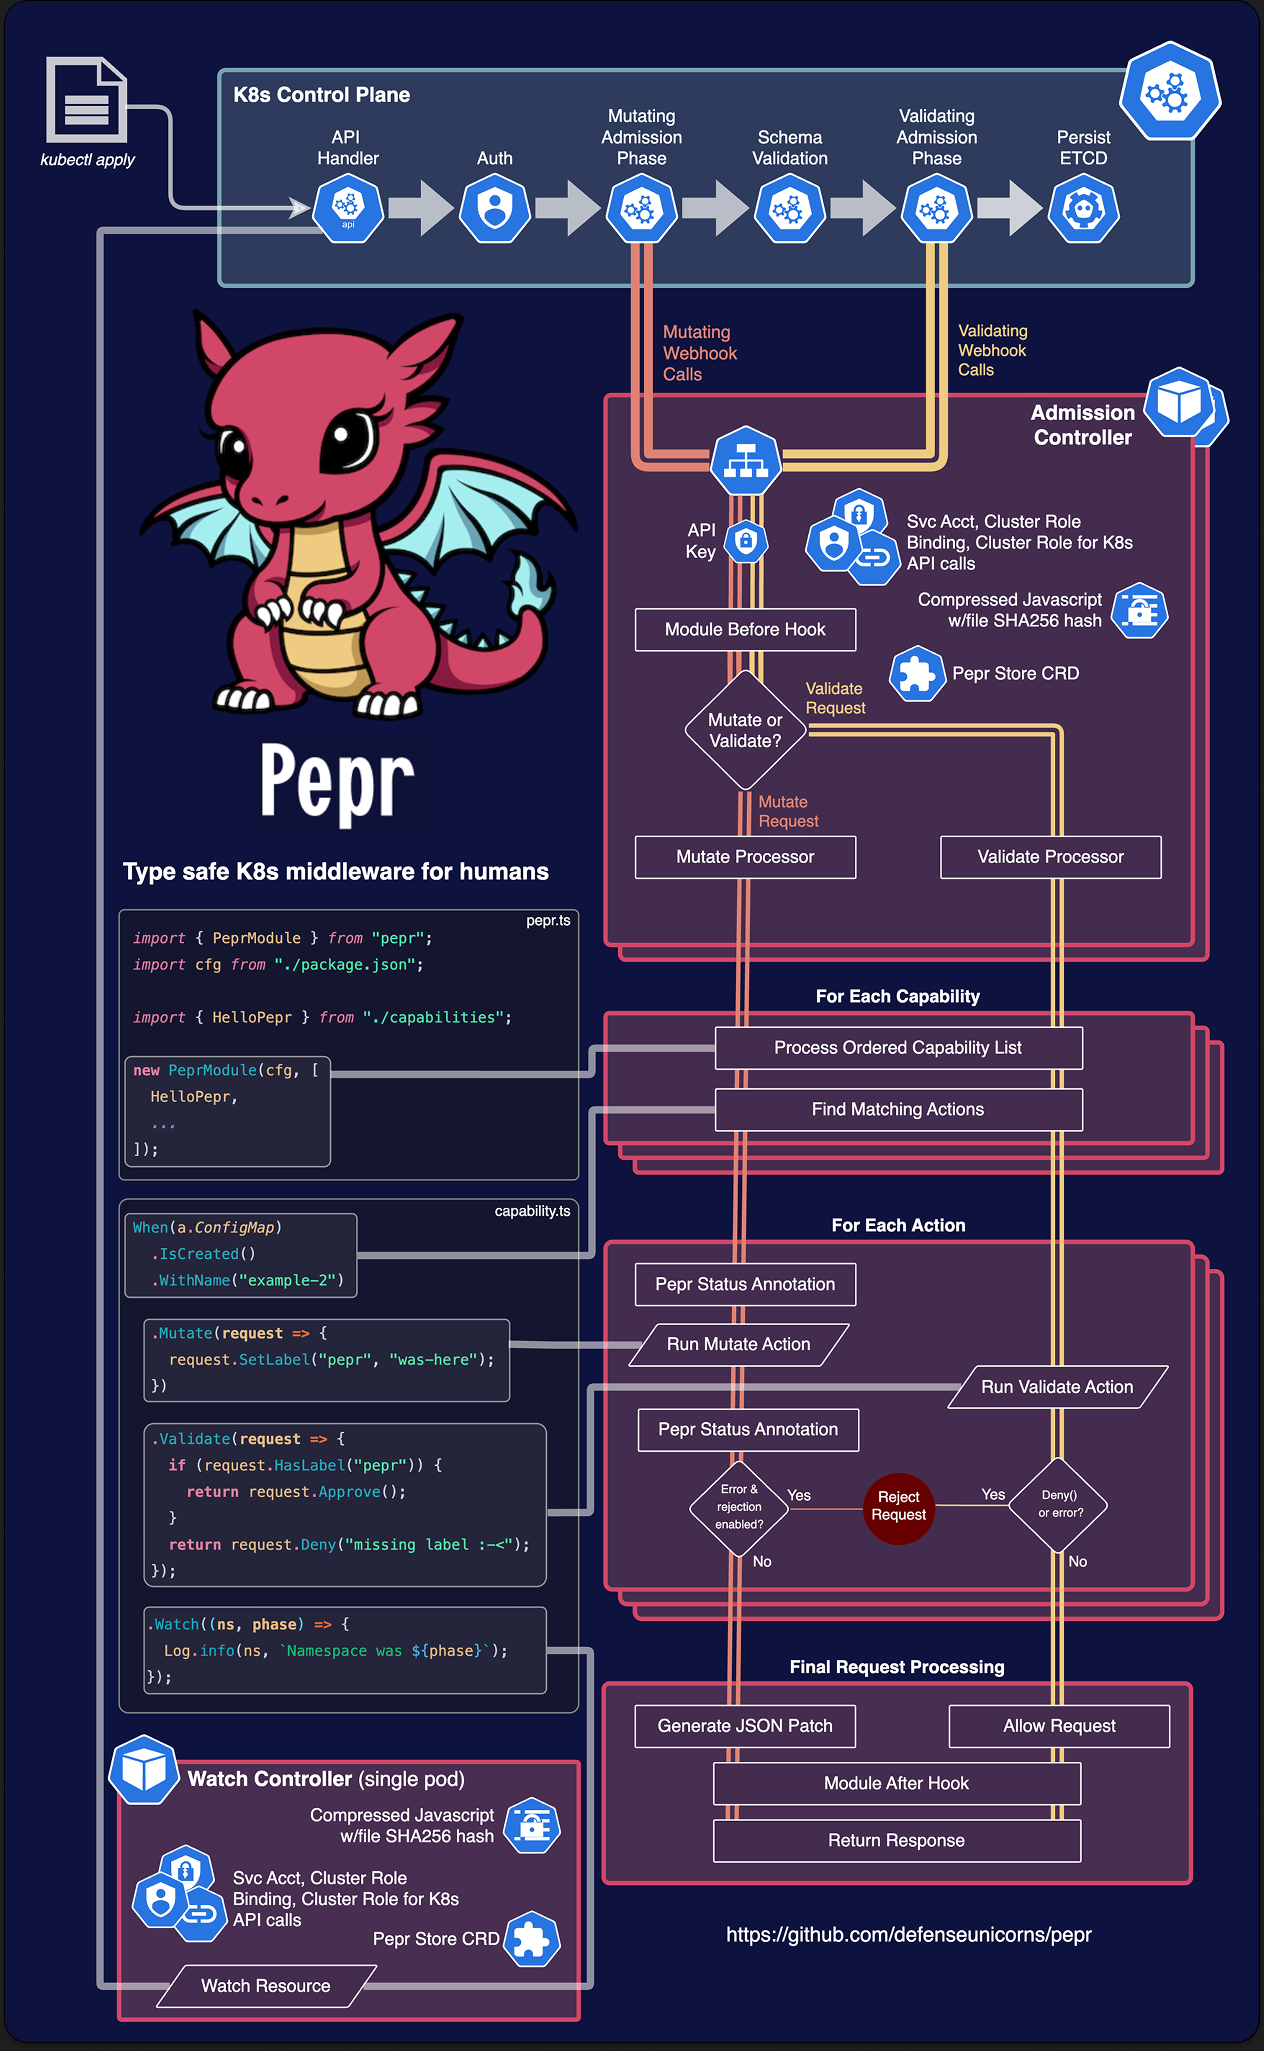 kubectl apply
K8s Control Plane
API
Handler
Auth
Mutating
Admission
Phase
Schema
Validation
Validating
Admission
Phase
Persist
ETCD
api
Mutating
Webhook
Calls
Validating
Webhook
Calls
Admission
Controller
API
Key
Svc Acct, Cluster Role
Binding, Cluster Role for K8s
API calls
Compressed Javascript
w/file SHA256 hash
Module Before Hook
Pepr Store CRD
Validate
Request
Mutate or
Validate?
Mutate
Request
Mutate Processor
Validate Processor
Pepr
Type safe K8s middleware for humans
pepr.ts
import { PeprModule } from "pepr";
import cfg from "./package.json";
import { HelloPepr } from "./capabilities";
new PeprModule(cfg, [
HelloPepr,
...
]);
For Each Capability
Process Ordered Capability List
Find Matching Actions
capability.ts
When(a.ConfigMap)
.IsCreated()
.WithName("example-2")
.Mutate(request => {
request.SetLabel("pepr", "was-here");
})
.Validate(request => {
if (request.HasLabel("pepr")) {
return request.Approve();
}
return request.Deny("missing label :-<");
});
.Watch((ns, phase) => {
Log.info(ns, `Namespace was ${phase}`);
});
For Each Action
Pepr Status Annotation
Run Mutate Action
Run Validate Action
Pepr Status Annotation
Error &
rejection
enabled?
Yes
Reject
Request
Yes
Deny()
or error?
No
No
Final Request Processing
Generate JSON Patch
Allow Request
Module After Hook
Return Response
Watch Controller (single pod)
Compressed Javascript
w/file SHA256 hash
Svc Acct, Cluster Role
Binding, Cluster Role for K8s
API calls
Pepr Store CRD
Watch Resource
https://github.com/defenseunicorns/pepr